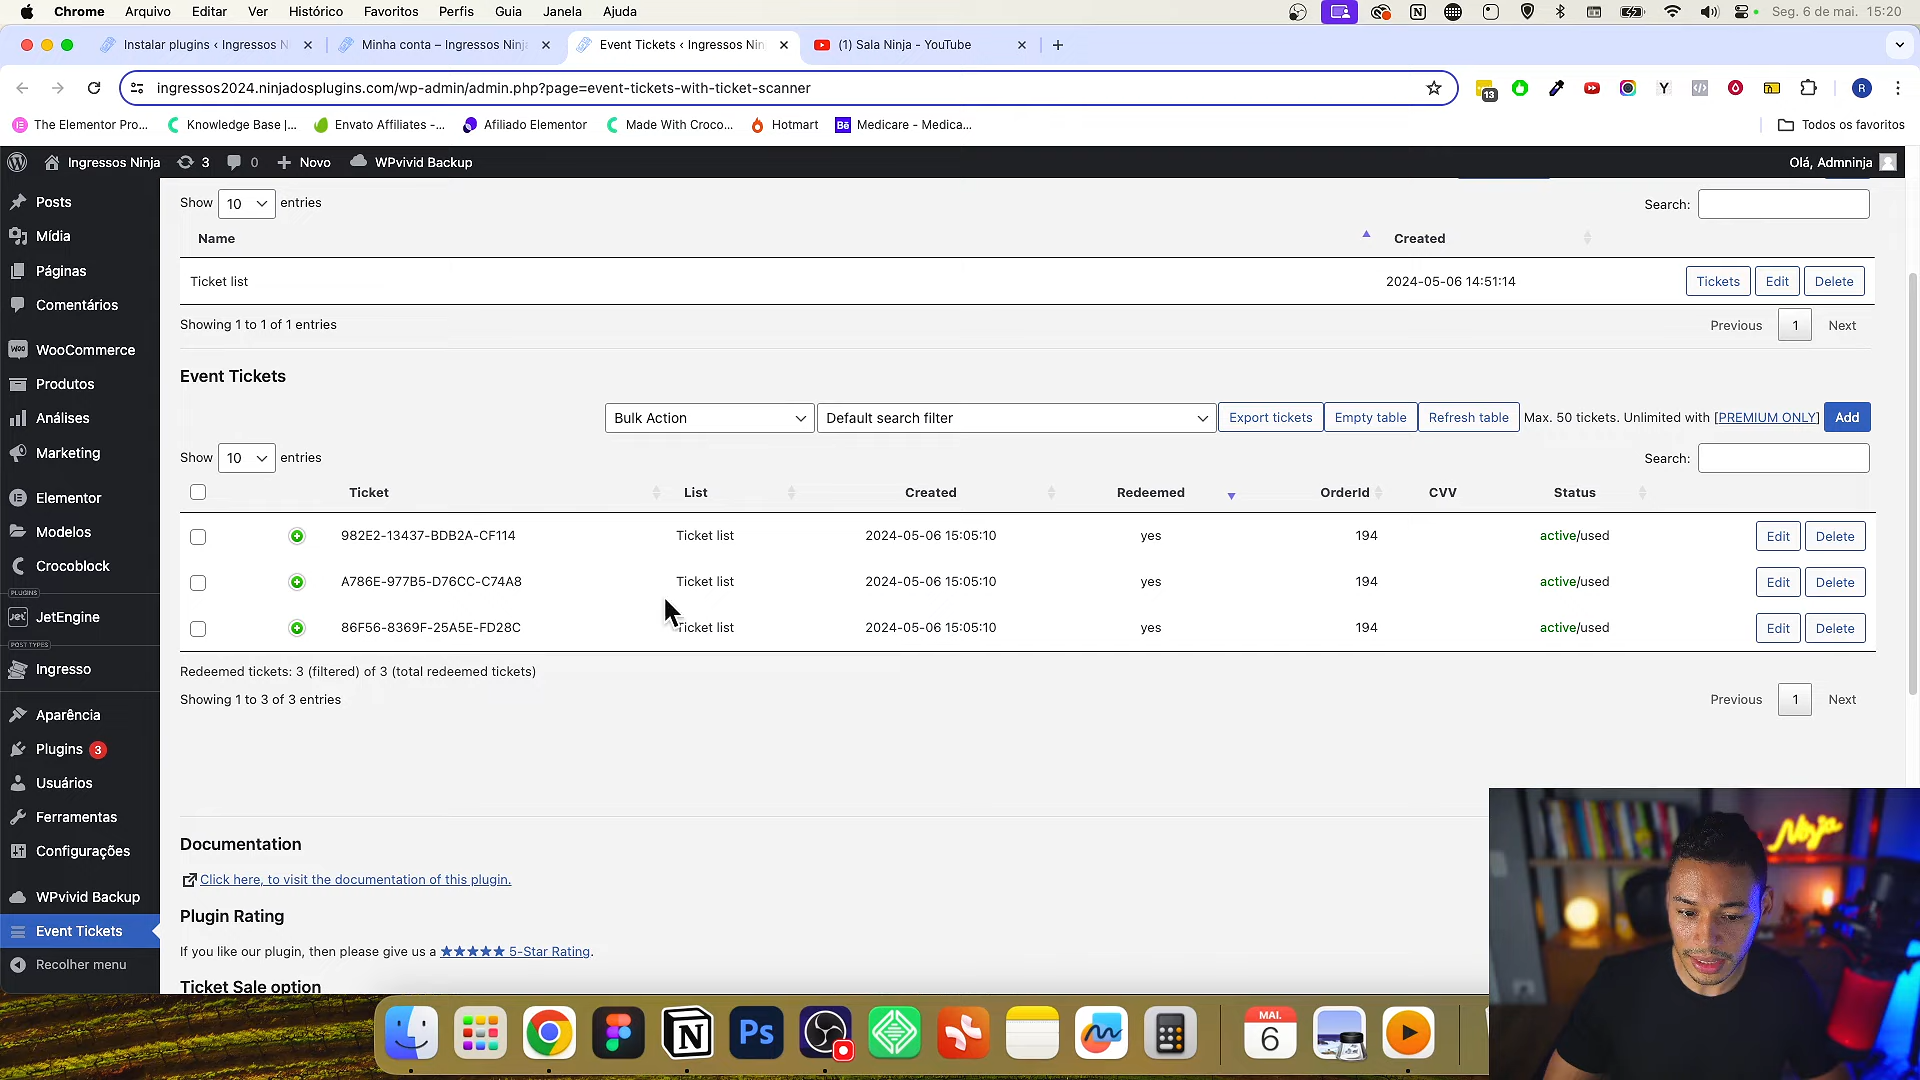 Chrome Arquivo Editar Ver Histórico Favoritos Perfis Guia Janela Ajuda Seg. 6 de mai. 15:20
Instalar plugins ‹ Ingressos N Minha conta – Ingressos Ninj Event Tickets ‹ Ingressos Nin (1) Sala Ninja - YouTube
ingressos2024.ninjadosplugins.com/wp-admin/admin.php?page=event-tickets-with-ticket-scanner 13 Y R
The Elementor Pro... Knowledge Base |... Envato Affiliates -... Afiliado Elementor Made With Croco... Hotmart Bē Medicare - Medica... Todos os favoritos
Ingressos Ninja 3 0 Novo WPvivid Backup Olá, Admninja
Posts
Mídia
Páginas
Comentários
WooCommerce
Produtos
Análises
Marketing
Elementor
Modelos
Crocoblock
PLUGINS
JetEngine
POST TYPES
Ingresso
Aparência
Plugins 3
Usuários
Ferramentas
Configurações
WPvivid Backup
Event Tickets
Recolher menu
Show 10 entries Search:
Name Created
Ticket list 2024-05-06 14:51:14 Tickets Edit Delete
Showing 1 to 1 of 1 entries Previous 1 Next
Event Tickets
Bulk Action Default search filter Export tickets Empty table Refresh table Max. 50 tickets. Unlimited with [PREMIUM ONLY] Add
Show 10 entries Search:
Ticket List Created Redeemed OrderId CVV Status
982E2-13437-BDB2A-CF114 Ticket list 2024-05-06 15:05:10 yes 194 active/used Edit Delete
A786E-977B5-D76CC-C74A8 Ticket list 2024-05-06 15:05:10 yes 194 active/used Edit Delete
86F56-8369F-25A5E-FD28C Ticket list 2024-05-06 15:05:10 yes 194 active/used Edit Delete
Redeemed tickets: 3 (filtered) of 3 (total redeemed tickets)
Showing 1 to 3 of 3 entries Previous 1 Next
Documentation
Click here, to visit the documentation of this plugin.
Plugin Rating
If you like our plugin, then please give us a ★★★★★ 5-Star Rating.
Ticket Sale option
Ninja
Ps MAI. 6